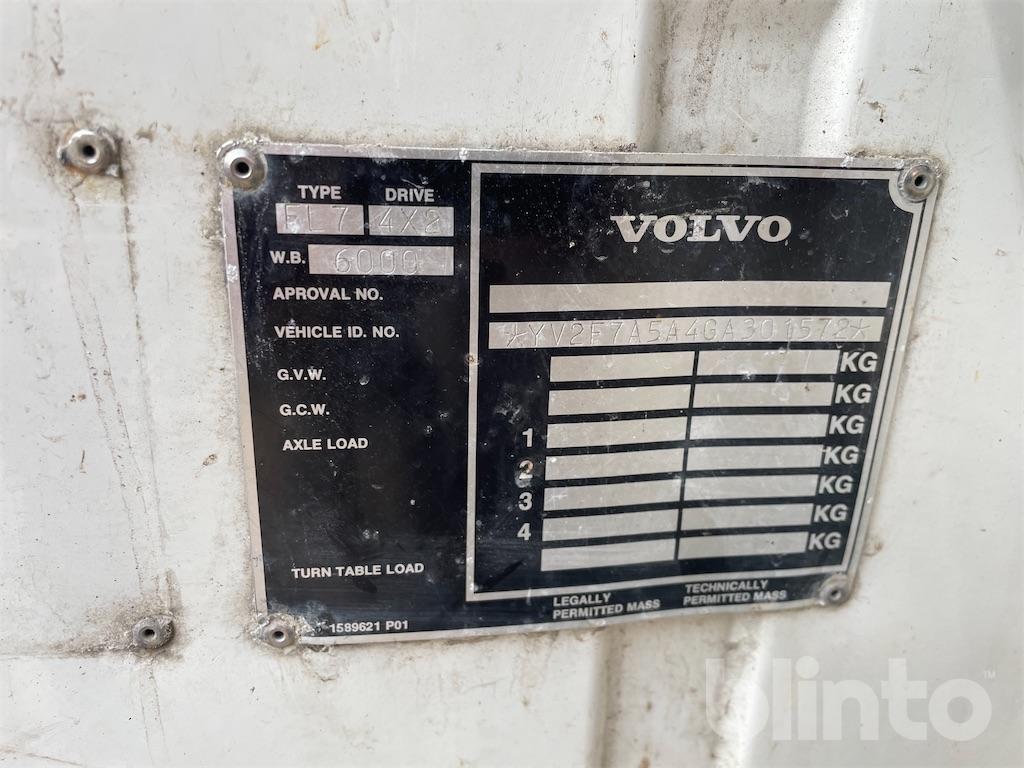 TYPE DRIVE
FL7 4X2
VOLVO
W.B. 6000
APROVAL NO.
VEHICLE ID. NO. *YV2F7A5A4GA301572*
G.V.W. KG
G.C.W. KG
AXLE LOAD 1 KG
2 KG
3 KG
4 KG
TURN TABLE LOAD KG
LEGALLY PERMITTED MASS
TECHNICALLY PERMITTED MASS
1589621 P01
blinto™